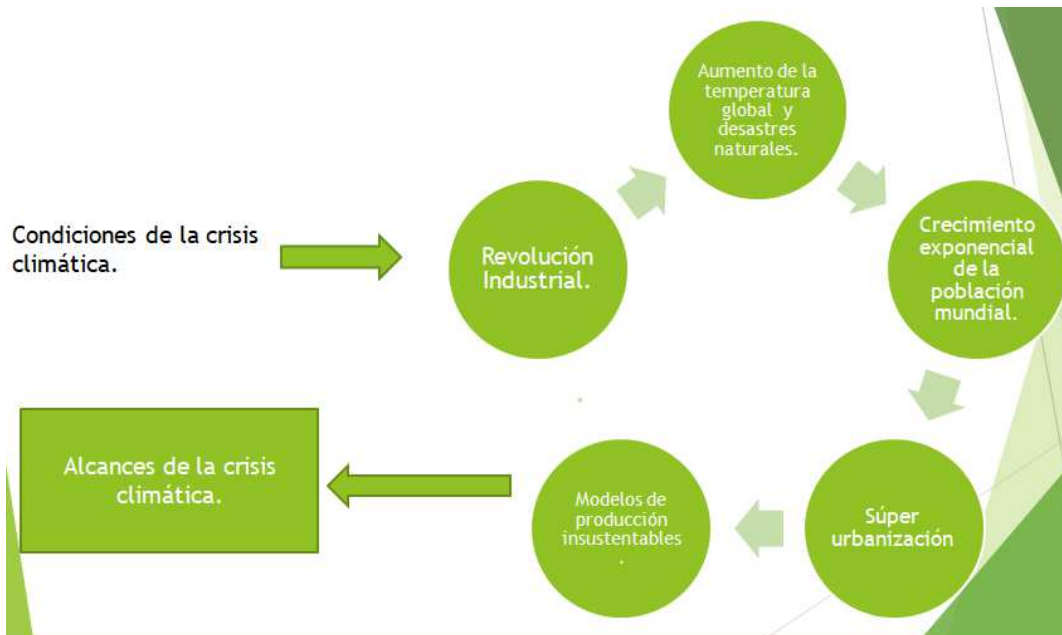 Condiciones de la crisis
climática.
Revolución
Industrial.
Aumento de la
temperatura
global y
desastres
naturales.
Crecimiento
exponencial
de la
población
mundial.
Súper
urbanización
Modelos de
producción
insustentables
.
Alcances de la crisis
climática.